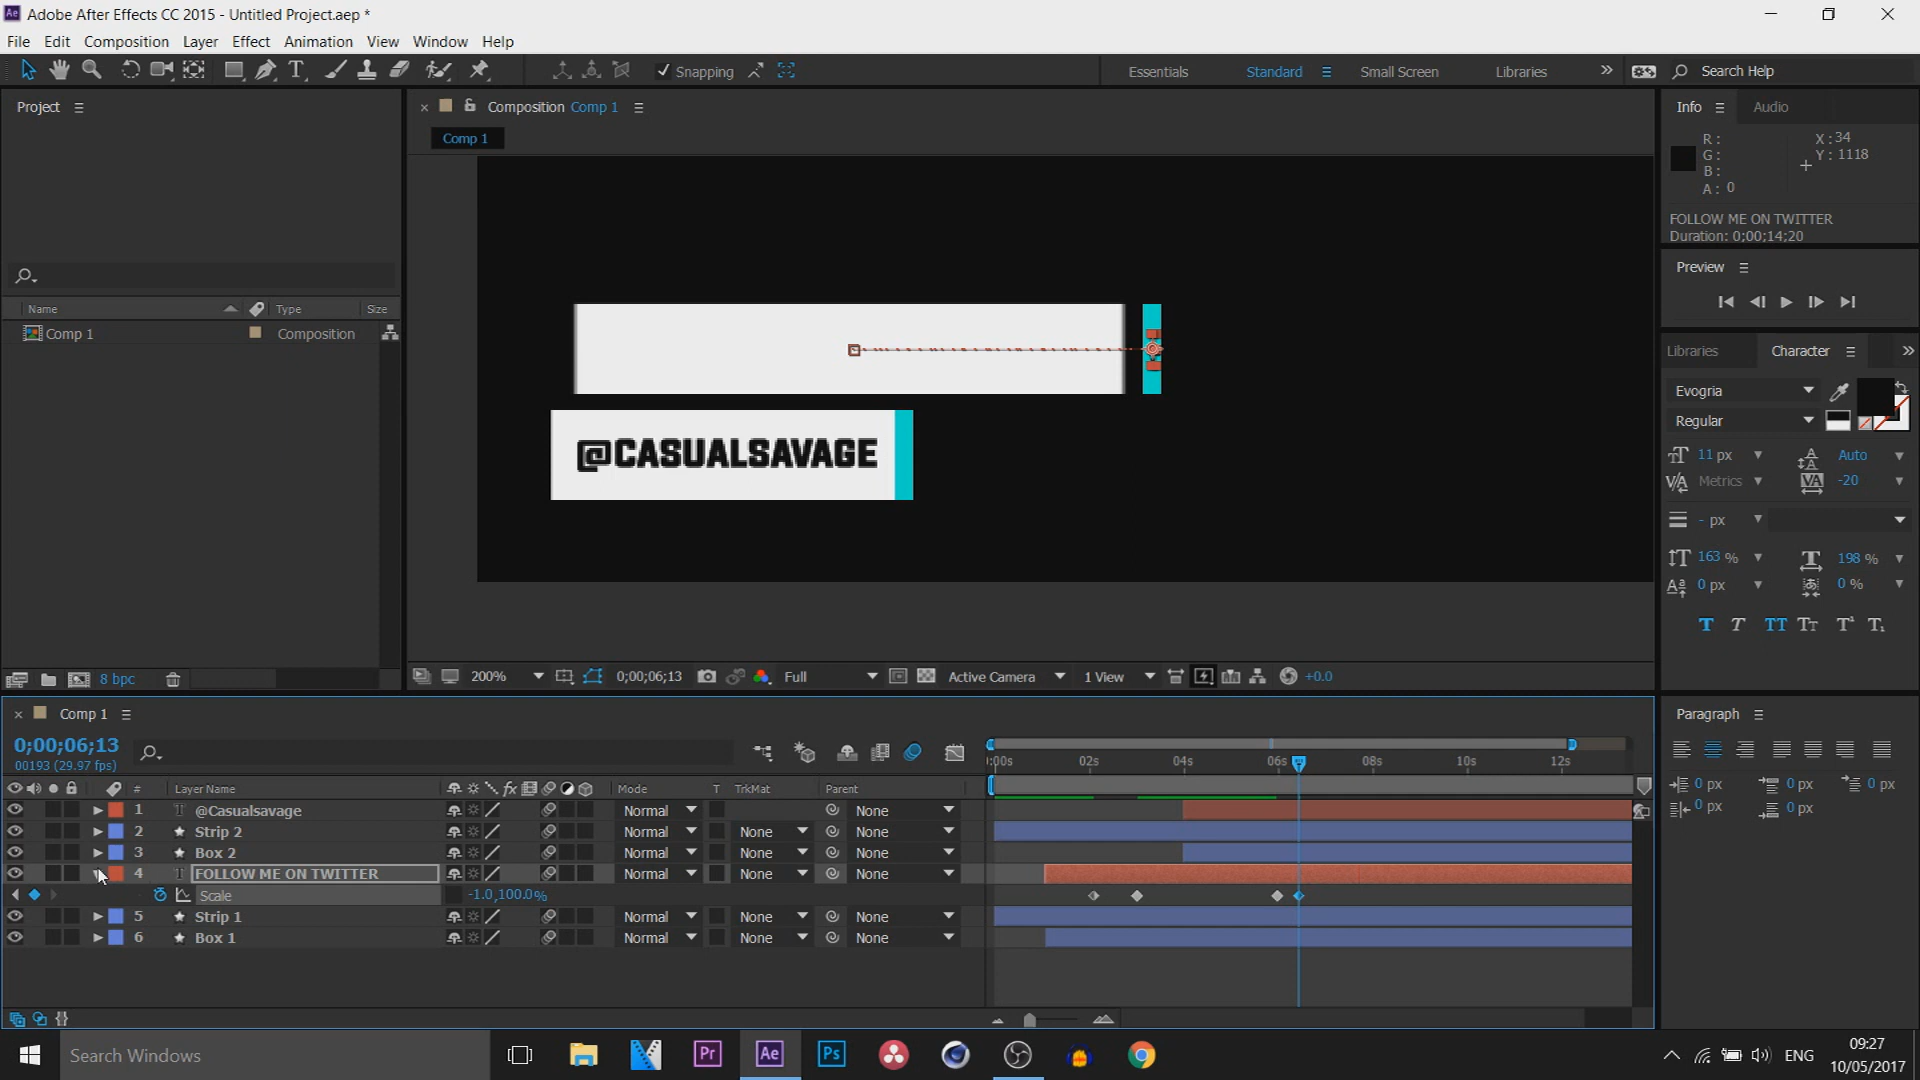 Adobe After Effects CC 2015 - Untitled Project.aep *
File Edit Composition Layer Effect Animation View Window Help
Snapping Essentials Standard Small Screen Libraries Search Help
Project
Composition Comp 1
Info Audio
Comp 1
R :
G :
B :
A : 0
X : 34
Y : 1118
FOLLOW ME ON TWITTER
Duration: 0;00;14;20
Preview
Name Type Size
Comp 1 Composition
Libraries Character
Evogria
Regular
11 px Auto
Metrics -20
- px
163 % 198 %
0 px 0 %
@CASUALSAVAGE
8 bpc
200% 0;00;06;13 Full Active Camera 1 View +0.0
Comp 1
Paragraph
0;00;06;13
00193 (29.97 fps)
:00s 02s 04s 06s 08s 10s 12s
0 px 0 px 0 px
0 px 0 px
# Layer Name Mode T TrkMat Parent
1 @Casualsavage Normal None
2 Strip 2 Normal None None
3 Box 2 Normal None None
4 FOLLOW ME ON TWITTER Normal None None
Scale -1.0,100.0%
5 Strip 1 Normal None None
6 Box 1 Normal None None
Search Windows
Pr Ae Ps
ENG
09:27
10/05/2017